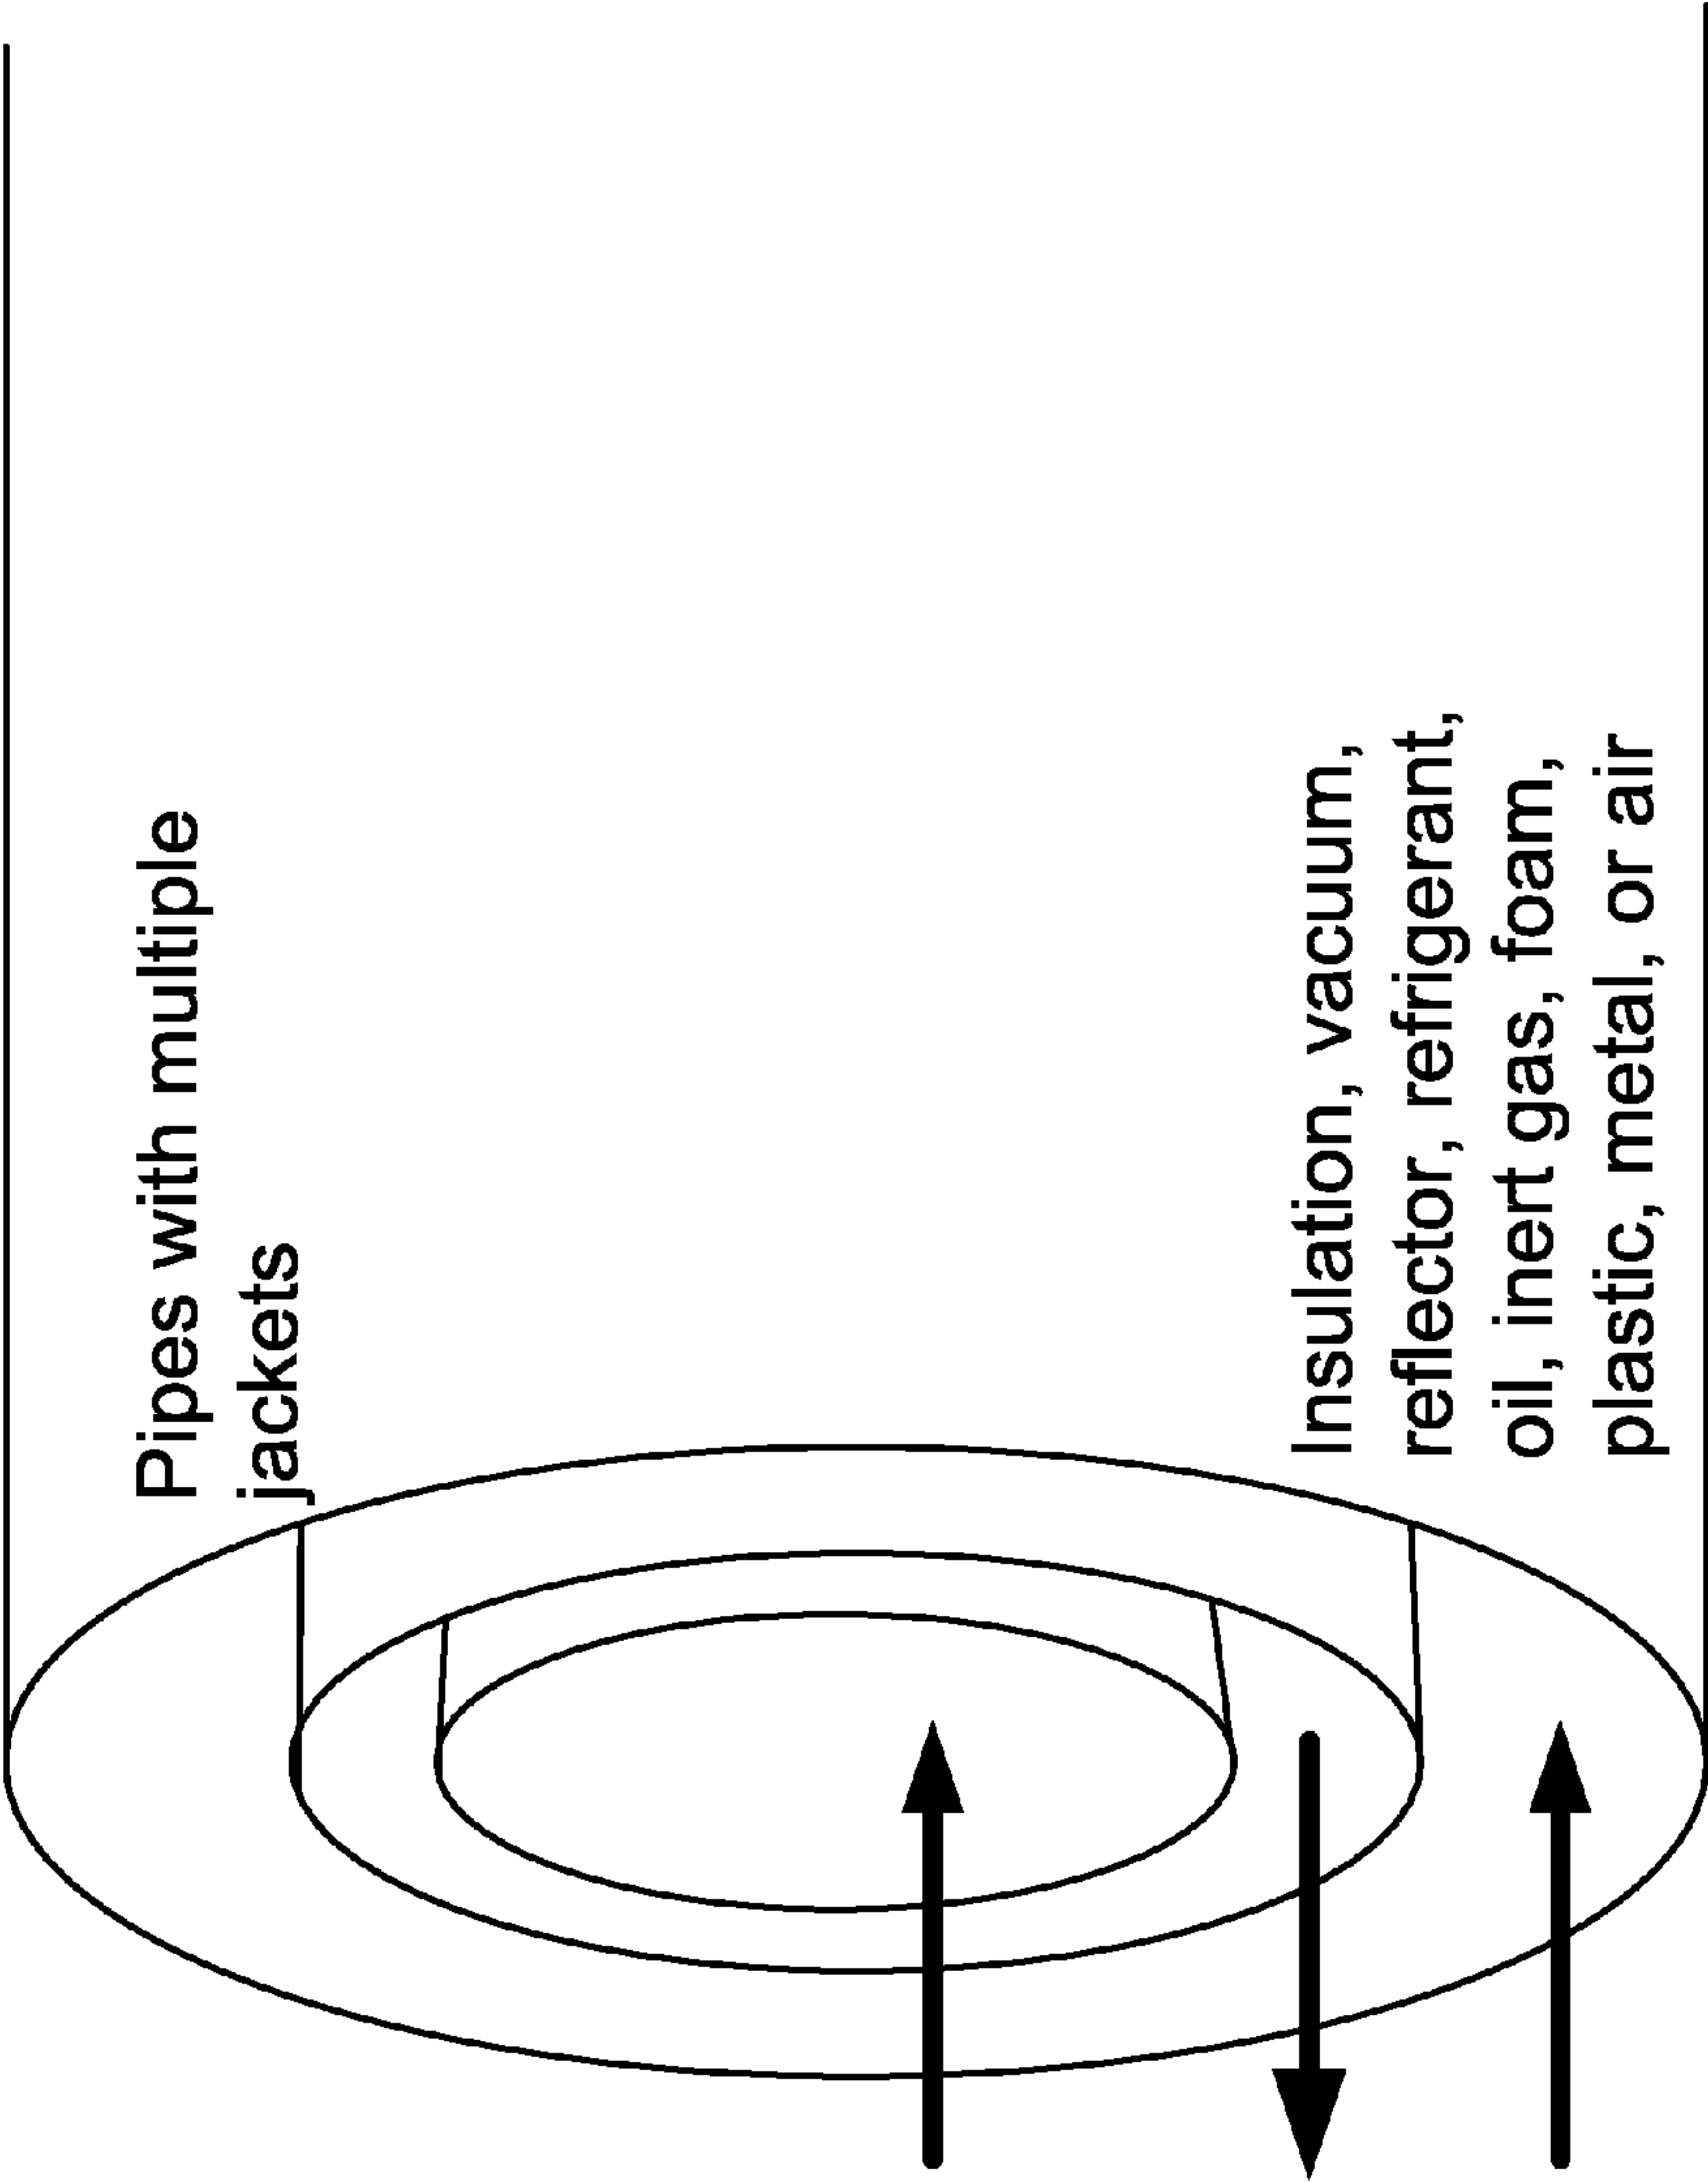 Pipes with multiple
jackets
Insulation, vacuum,
reflector, refrigerant,
oil, inert gas, foam,
plastic, metal, or air